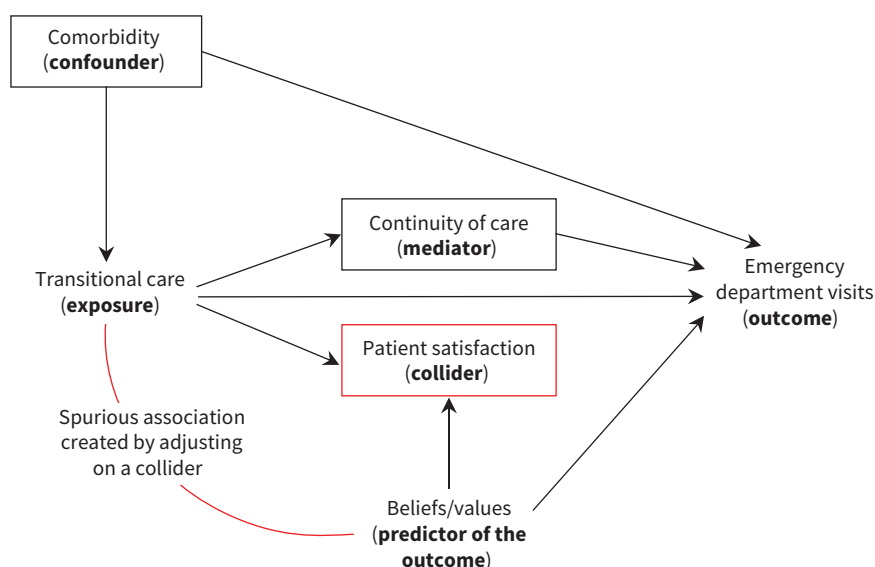 Comorbidity
(confounder)
Continuity of care
(mediator)
Transitional care
(exposure)
Emergency
department visits
(outcome)
Patient satisfaction
(collider)
Spurious association
created by adjusting
on a collider
Beliefs/values
(predictor of the
outcome)